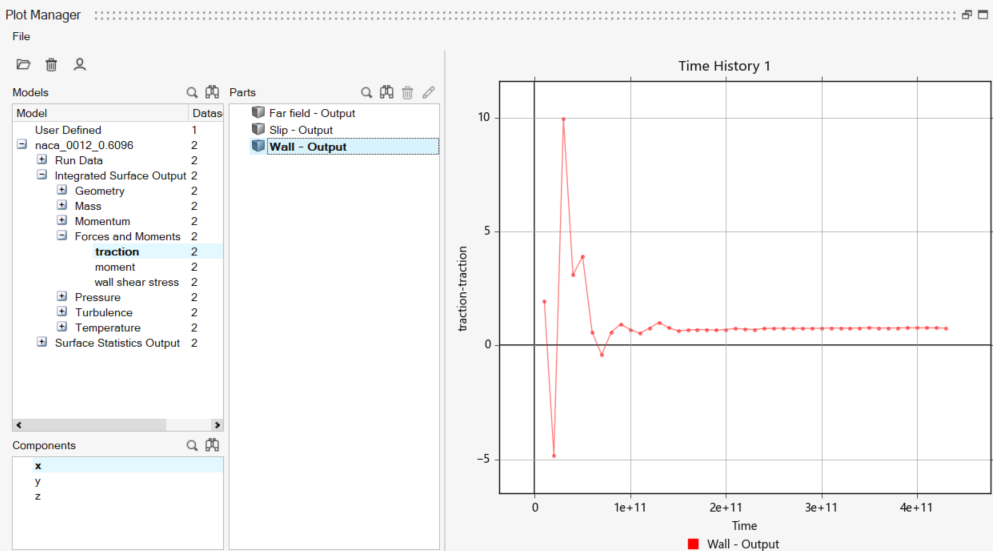 Plot Manager
File
Models
Model Datas
User Defined 1
naca_0012_0.6096 2
Run Data 2
Integrated Surface Output 2
Geometry 2
Mass 2
Momentum 2
Forces and Moments 2
traction 2
moment 2
wall shear stress 2
Pressure 2
Turbulence 2
Temperature 2
Surface Statistics Output 2
Components
x
y
z
Parts
Far field - Output
Slip - Output
Wall - Output
Time History 1
traction-traction
10
5
0
-5
0 1e+11 2e+11 3e+11 4e+11
Time
Wall - Output